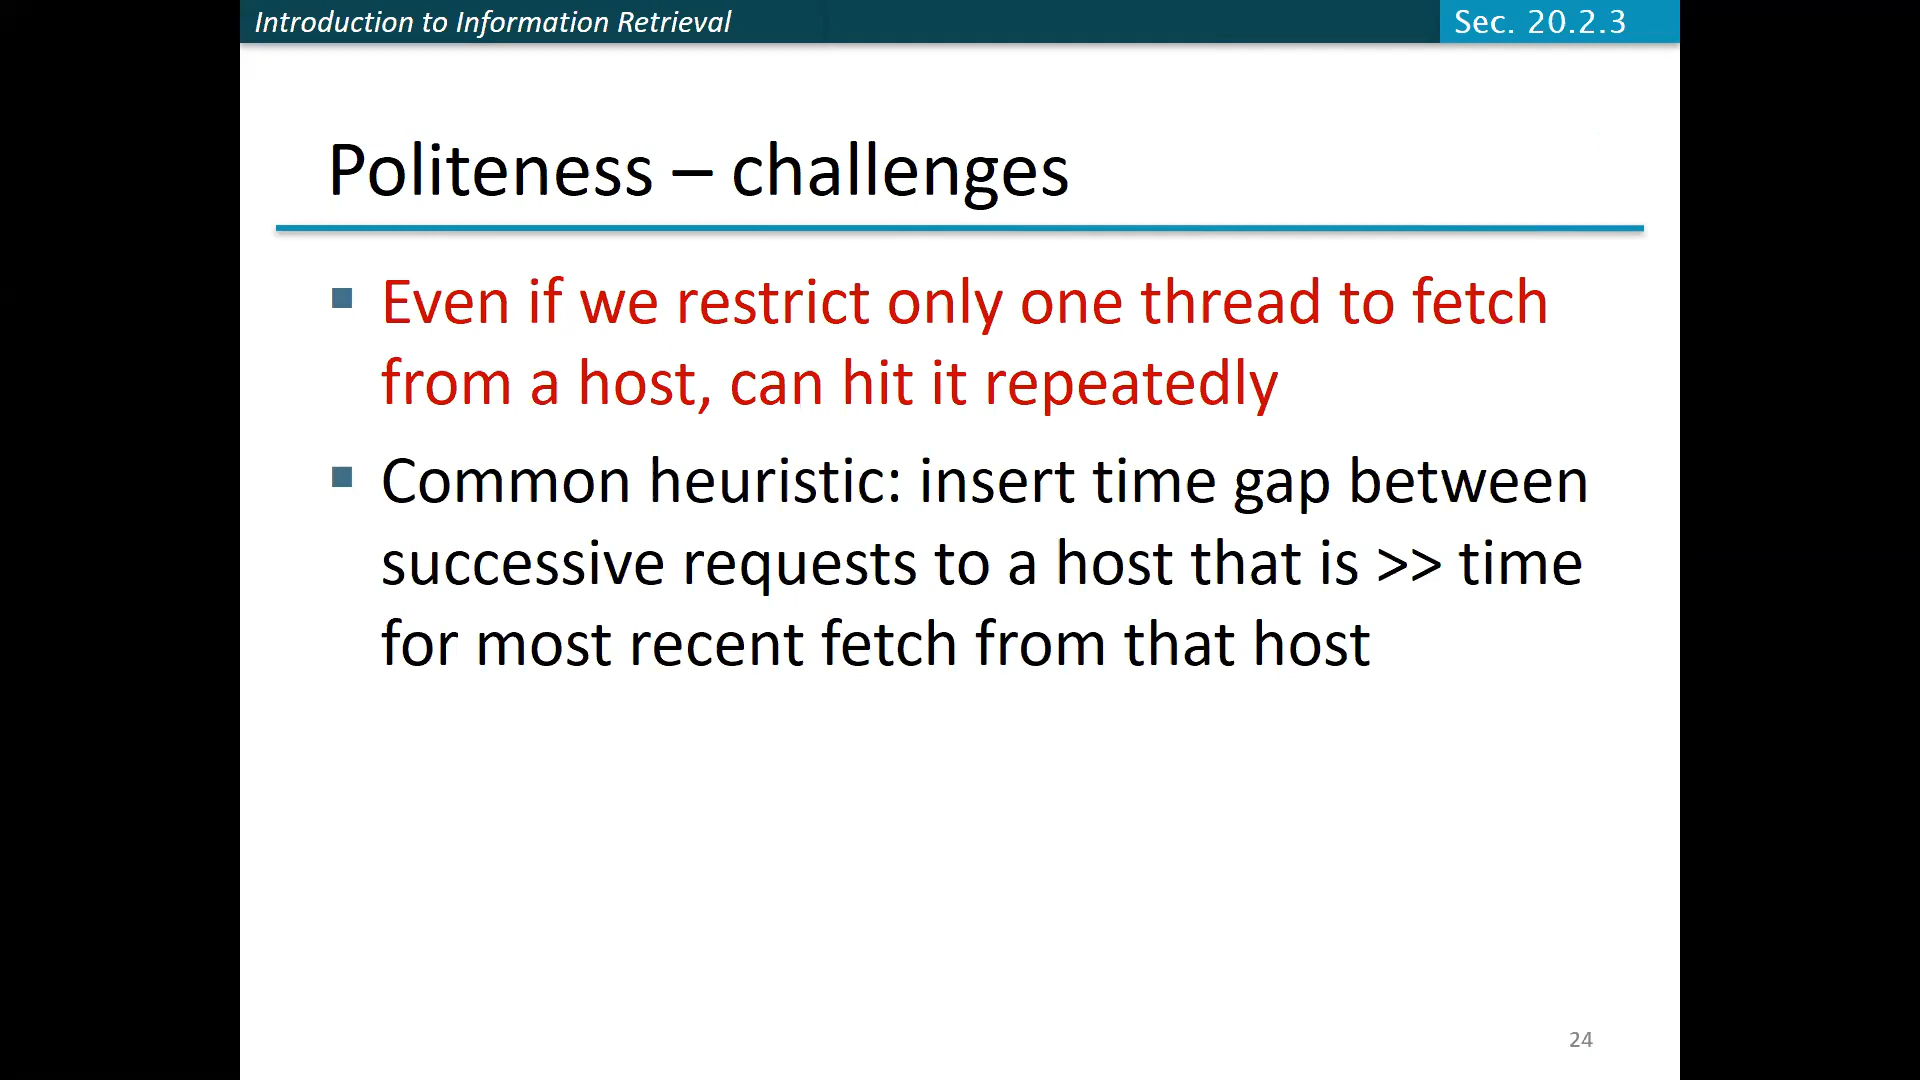 Introduction to Information Retrieval
Sec. 20.2.3
Politeness – challenges
Even if we restrict only one thread to fetch
from a host, can hit it repeatedly
Common heuristic: insert time gap between
successive requests to a host that is >> time
for most recent fetch from that host
24